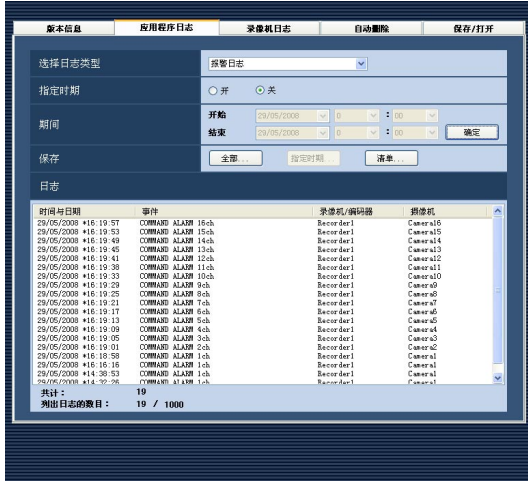 版本信息 应用程序日志 录像机日志 自动删除 保存/打开
选择日志类型 报警日志
指定时期 开 关
期间 开始 29/05/2008 0 : 00
结束 29/05/2008 0 : 00 确定
保存 全部... 指定时期... 清单...
日志
时间与日期 事件 录像机/编码器 摄像机
29/05/2008 *16:19:57 COMMAND ALARM 16ch Recorder1 Camera16
29/05/2008 *16:19:53 COMMAND ALARM 15ch Recorder1 Camera15
29/05/2008 *16:19:49 COMMAND ALARM 14ch Recorder1 Camera14
29/05/2008 *16:19:45 COMMAND ALARM 13ch Recorder1 Camera13
29/05/2008 *16:19:41 COMMAND ALARM 12ch Recorder1 Camera12
29/05/2008 *16:19:38 COMMAND ALARM 11ch Recorder1 Camera11
29/05/2008 *16:19:33 COMMAND ALARM 10ch Recorder1 Camera10
29/05/2008 *16:19:29 COMMAND ALARM 9ch Recorder1 Camera9
29/05/2008 *16:19:25 COMMAND ALARM 8ch Recorder1 Camera8
29/05/2008 *16:19:21 COMMAND ALARM 7ch Recorder1 Camera7
29/05/2008 *16:19:17 COMMAND ALARM 6ch Recorder1 Camera6
29/05/2008 *16:19:13 COMMAND ALARM 5ch Recorder1 Camera5
29/05/2008 *16:19:09 COMMAND ALARM 4ch Recorder1 Camera4
29/05/2008 *16:19:05 COMMAND ALARM 3ch Recorder1 Camera3
29/05/2008 *16:19:01 COMMAND ALARM 2ch Recorder1 Camera2
29/05/2008 *16:18:58 COMMAND ALARM 1ch Recorder1 Camera1
29/05/2008 *16:16:16 COMMAND ALARM 1ch Recorder1 Camera1
29/05/2008 *14:38:53 COMMAND ALARM 1ch Recorder1 Camera1
29/05/2008 *14:32:26 COMMAND ALARM 1ch Recorder1 Camera1
共计： 19
列出日志的数目： 19 / 1000